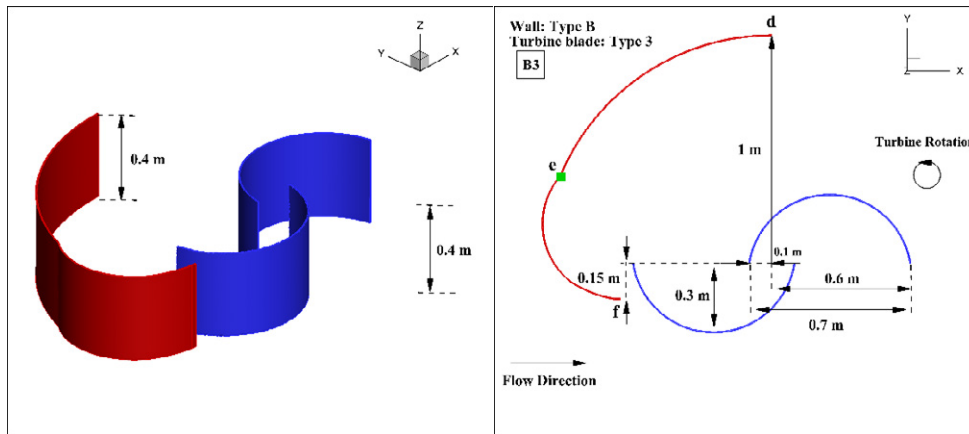 Z
Y
X
0.4 m
0.4 m
Wall: Type B
Turbine blade: Type 3
B3
d
Y
Z
X
Turbine Rotation
1 m
e
0.1 m
0.15 m
0.3 m
0.6 m
0.7 m
f
Flow Direction